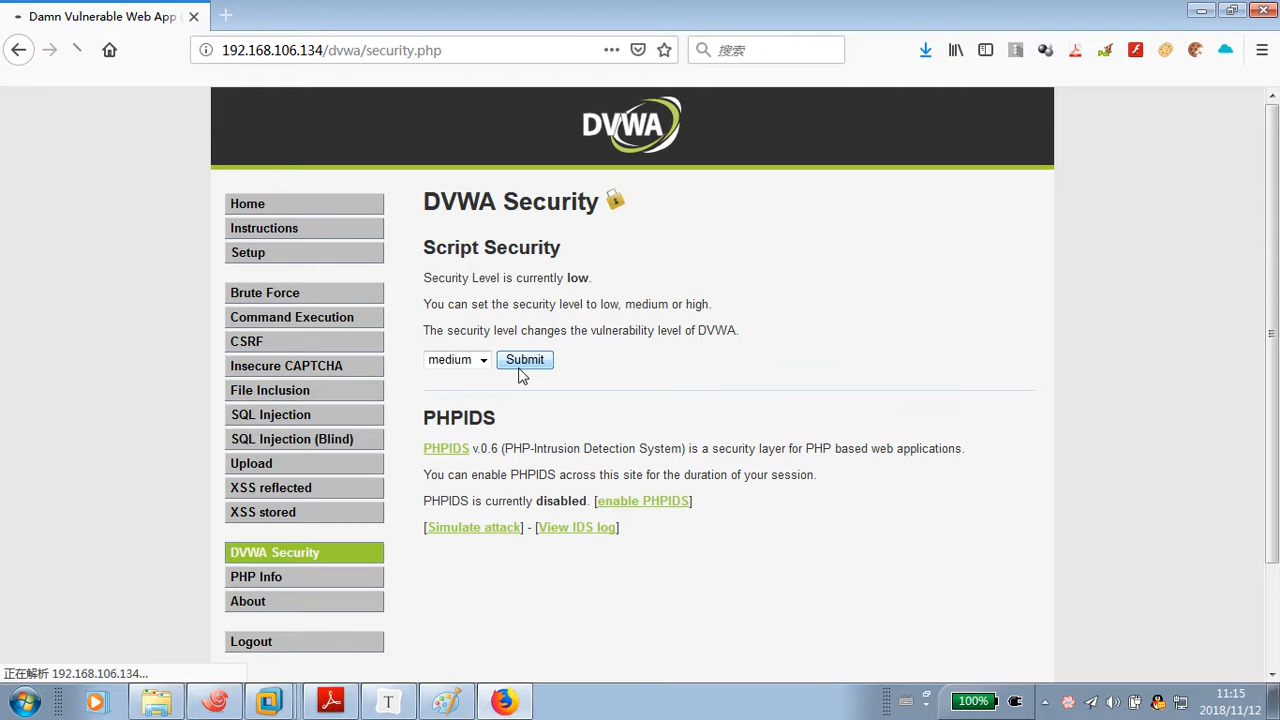 Damn Vulnerable Web App (
192.168.106.134/dvwa/security.php
搜索
DVWA
Home
Instructions
Setup
Brute Force
Command Execution
CSRF
Insecure CAPTCHA
File Inclusion
SQL Injection
SQL Injection (Blind)
Upload
XSS reflected
XSS stored
DVWA Security
PHP Info
About
Logout
DVWA Security
Script Security
Security Level is currently low.
You can set the security level to low, medium or high.
The security level changes the vulnerability level of DVWA.
medium Submit
PHPIDS
PHPIDS v.0.6 (PHP-Intrusion Detection System) is a security layer for PHP based web applications.
You can enable PHPIDS across this site for the duration of your session.
PHPIDS is currently disabled. [enable PHPIDS]
[Simulate attack] - [View IDS log]
正在解析 192.168.106.134...
T
100%
11:15
2018/11/12